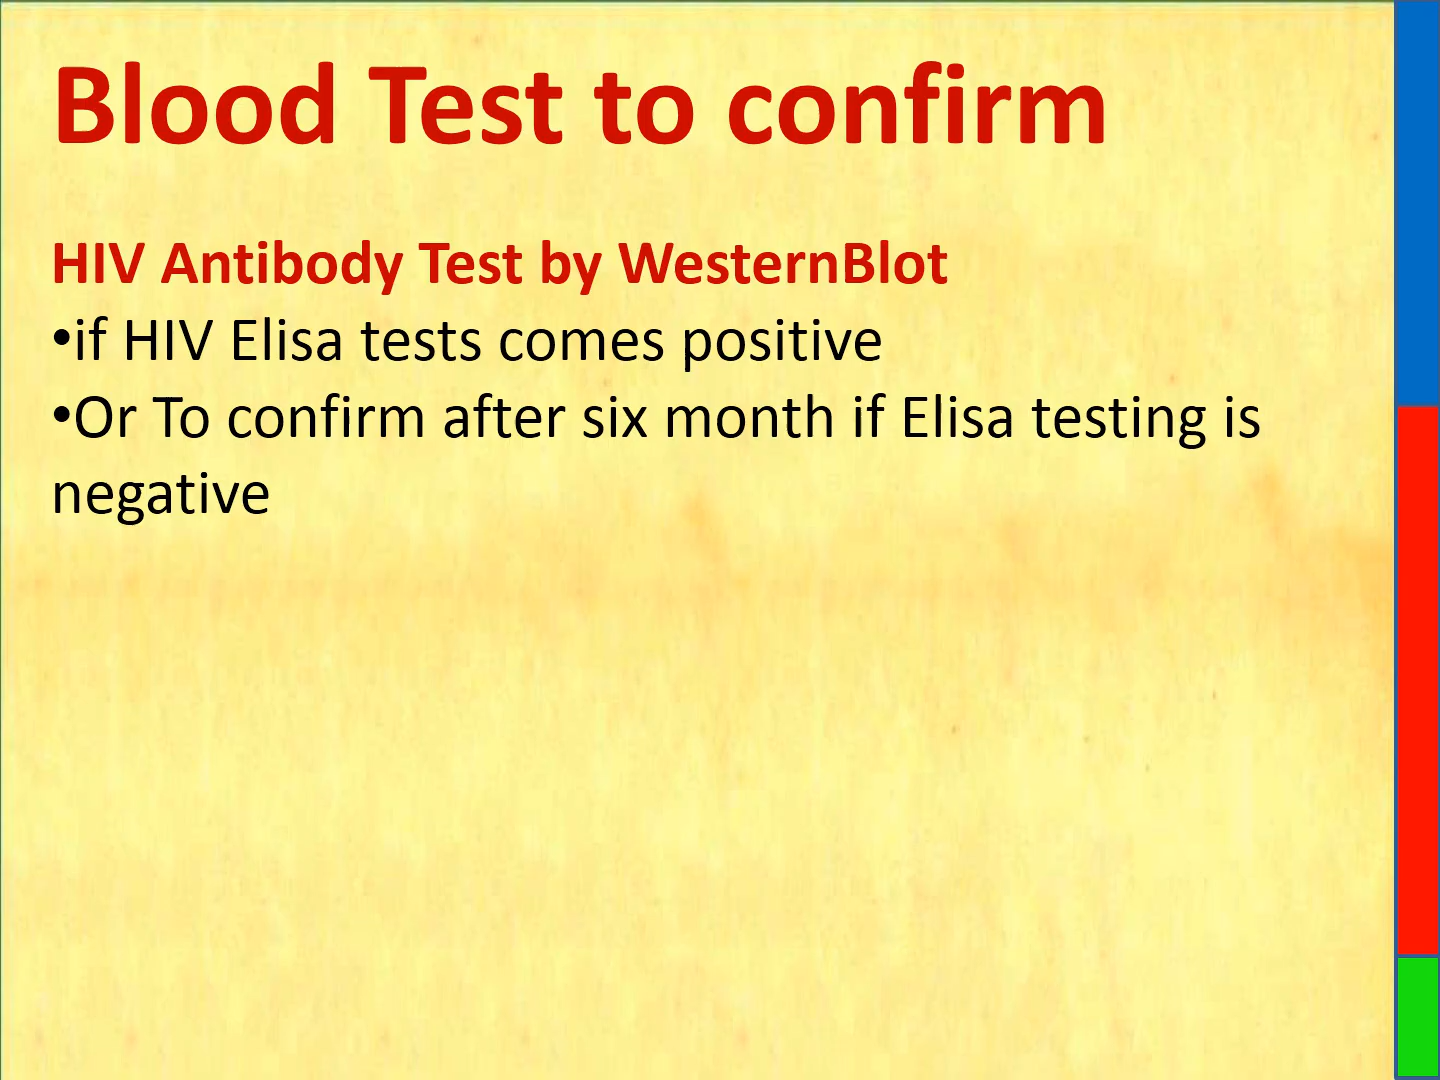 Blood Test to confirm
HIV Antibody Test by WesternBlot
•if HIV Elisa tests comes positive
•Or To confirm after six month if Elisa testing is
negative